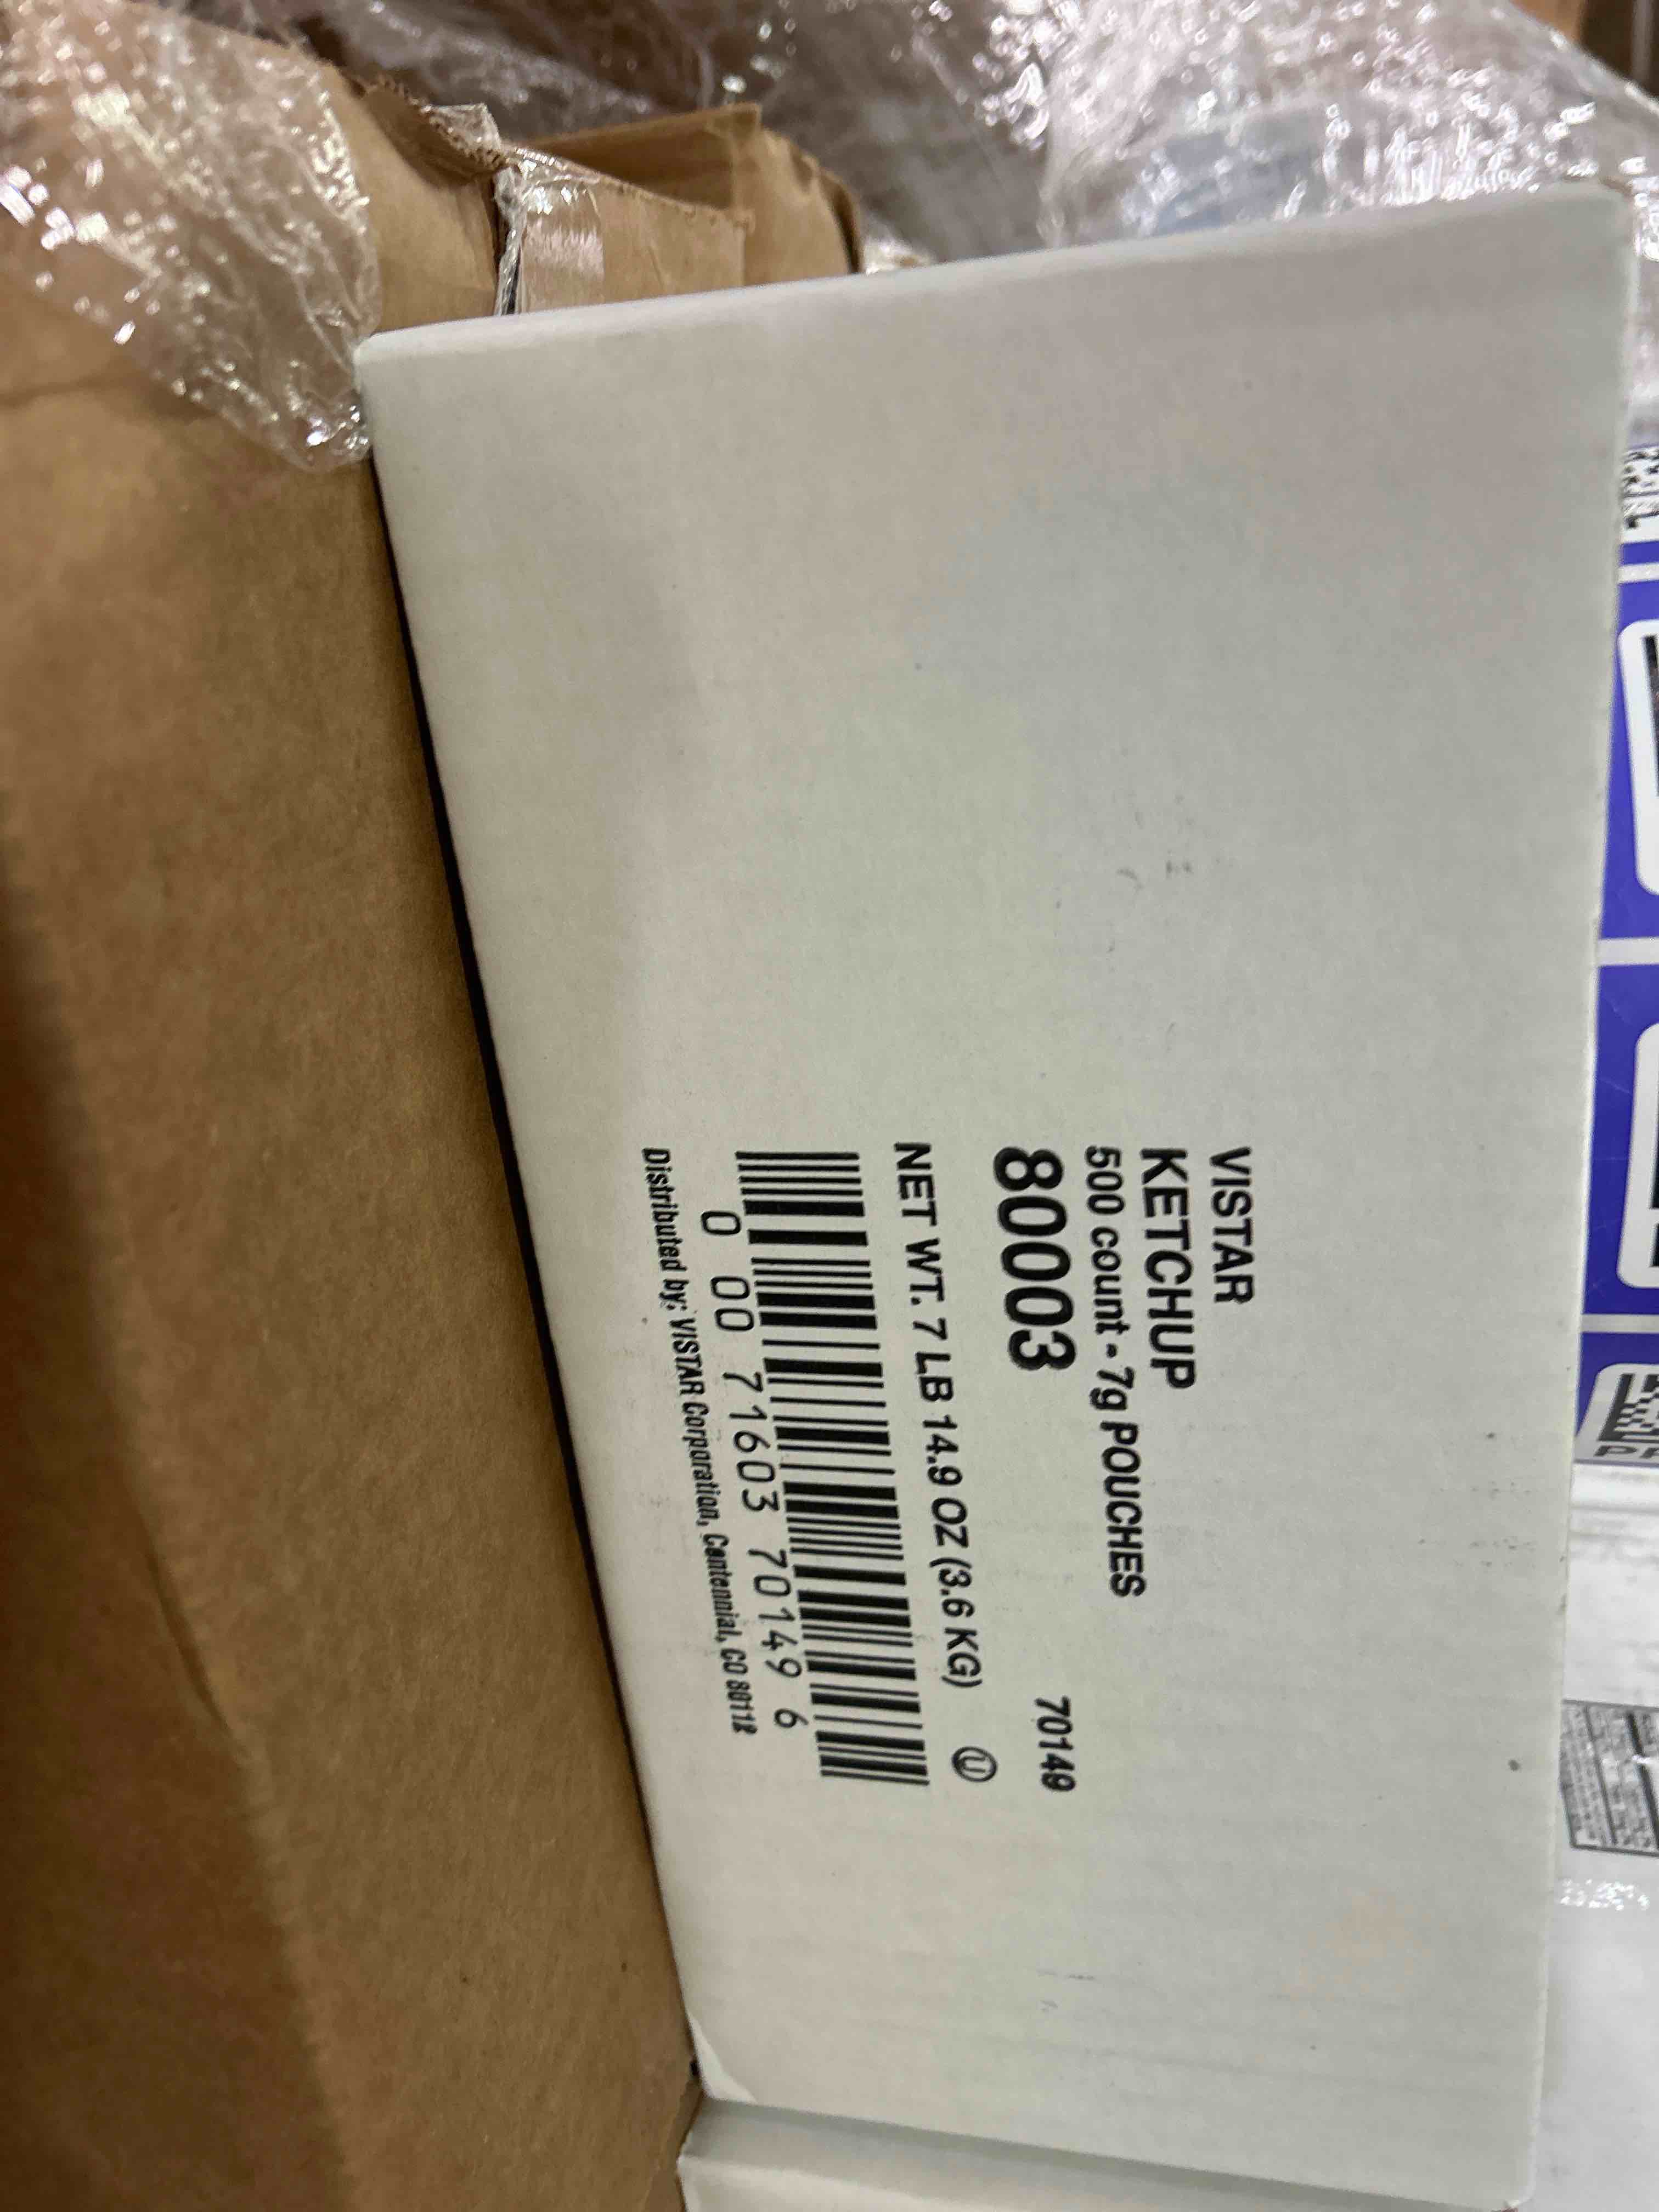 VISTAR
KETCHUP
500 count - 7g POUCHES
80003 70149
NET WT. 7 LB 14.9 OZ (3.6 KG) U
0 00 71603 70149 6
Distributed by: VISTAR Corporation, Centennial, CO 80112